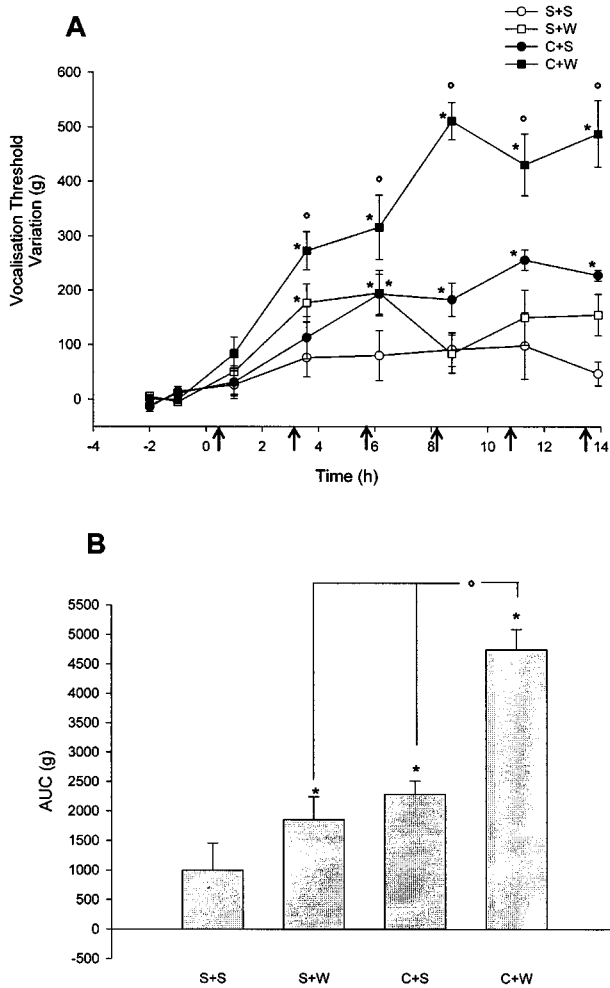 A
S+S
S+W
C+S
C+W
Vocalisation Threshold
Variation (g)
600
500
400
300
200
100
0
-4 -2 0 2 4 6 8 10 12 14
Time (h)
B
AUC (g)
5500
5000
4500
4000
3500
3000
2500
2000
1500
1000
500
0
-500
S+S S+W C+S C+W